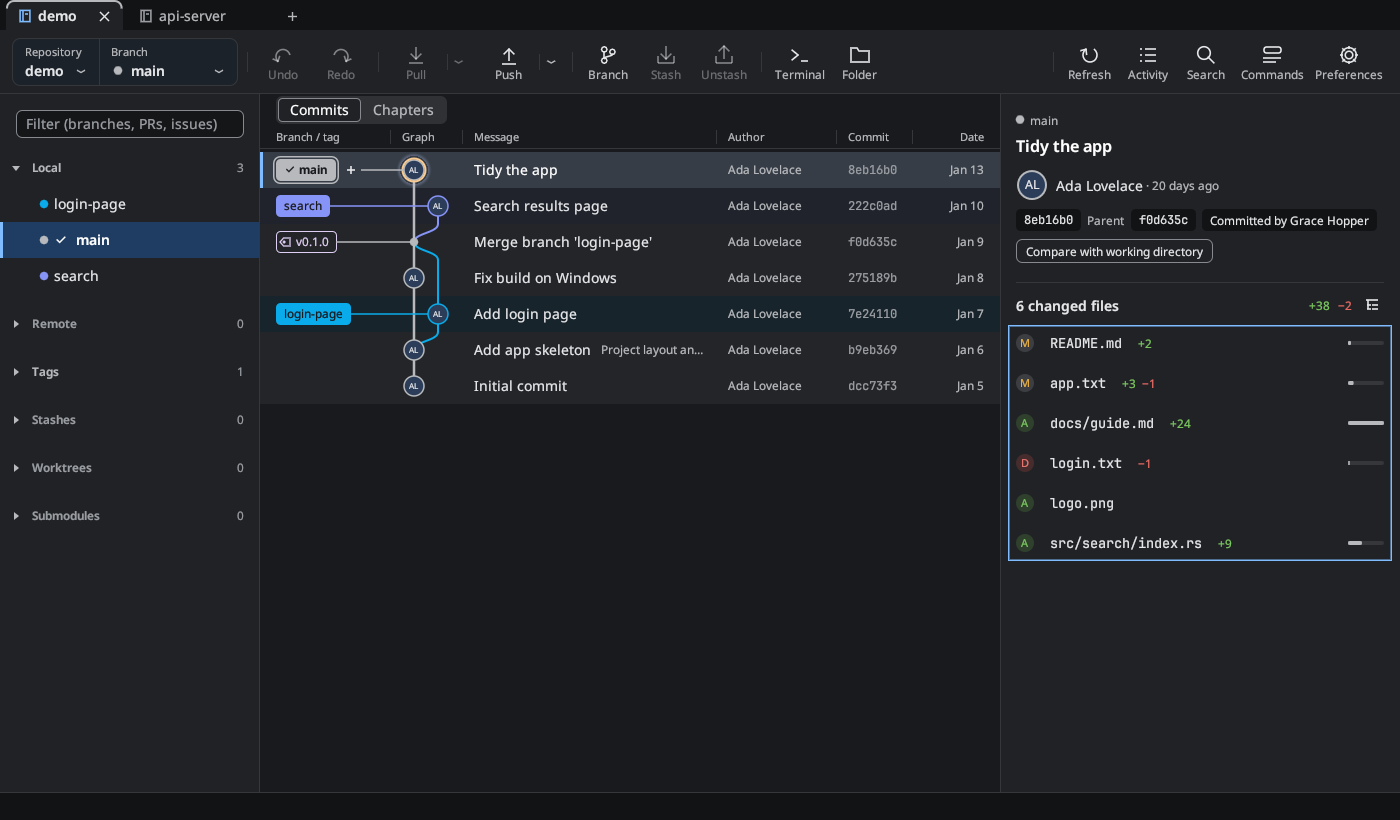 demo
api-server
Repository
demo
Branch
main
Undo
Redo
Pull
Push
Branch
Stash
Unstash
Terminal
Folder
Refresh
Activity
Search
Commands
Preferences
Filter (branches, PRs, issues)
Local 3
login-page
main
search
Remote 0
Tags 1
Stashes 0
Worktrees 0
Submodules 0
Commits Chapters
Branch / tag Graph Message Author Commit Date
main AL Tidy the app Ada Lovelace 8eb16b0 Jan 13
search AL Search results page Ada Lovelace 222c0ad Jan 10
v0.1.0 Merge branch 'login-page' Ada Lovelace f0d635c Jan 9
AL Fix build on Windows Ada Lovelace 275189b Jan 8
login-page AL Add login page Ada Lovelace 7e24110 Jan 7
AL Add app skeleton Project layout an... Ada Lovelace b9eb369 Jan 6
AL Initial commit Ada Lovelace dcc73f3 Jan 5
main
Tidy the app
AL Ada Lovelace · 20 days ago
8eb16b0 Parent f0d635c Committed by Grace Hopper
Compare with working directory
6 changed files +38 −2
M README.md +2
M app.txt +3 −1
A docs/guide.md +24
D login.txt −1
A logo.png
A src/search/index.rs +9